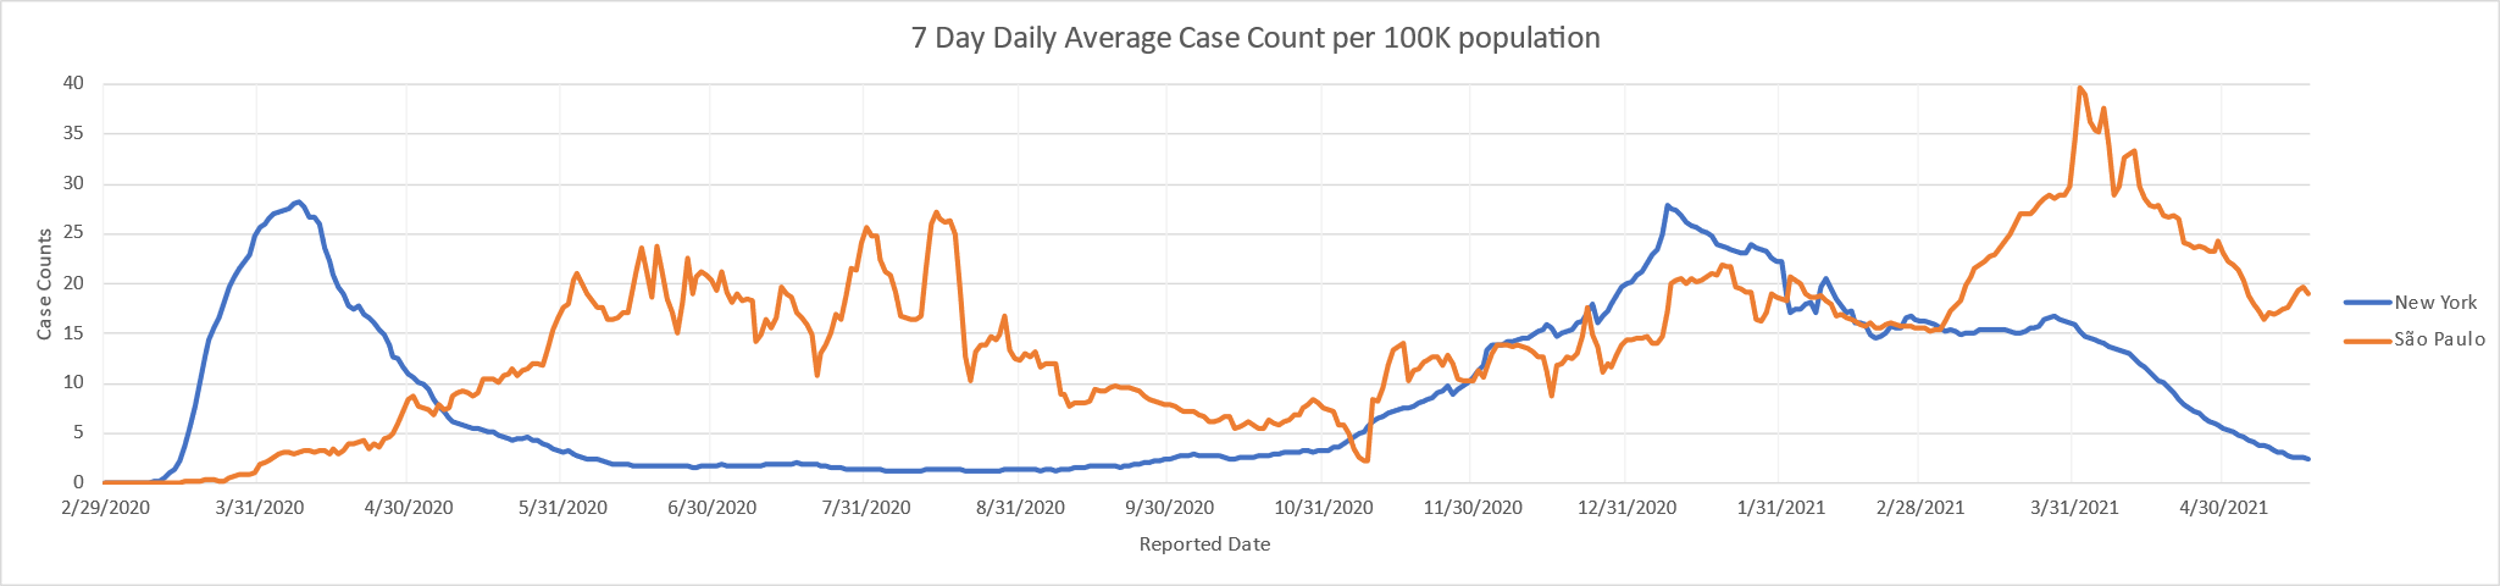 7 Day Daily Average Case Count per 100K population
40
35
30
25
20
15
10
5
0
Case Counts
2/29/2020 3/31/2020 4/30/2020 5/31/2020 6/30/2020 7/31/2020 8/31/2020 9/30/2020 10/31/2020 11/30/2020 12/31/2020 1/31/2021 2/28/2021 3/31/2021 4/30/2021
Reported Date
New York
São Paulo